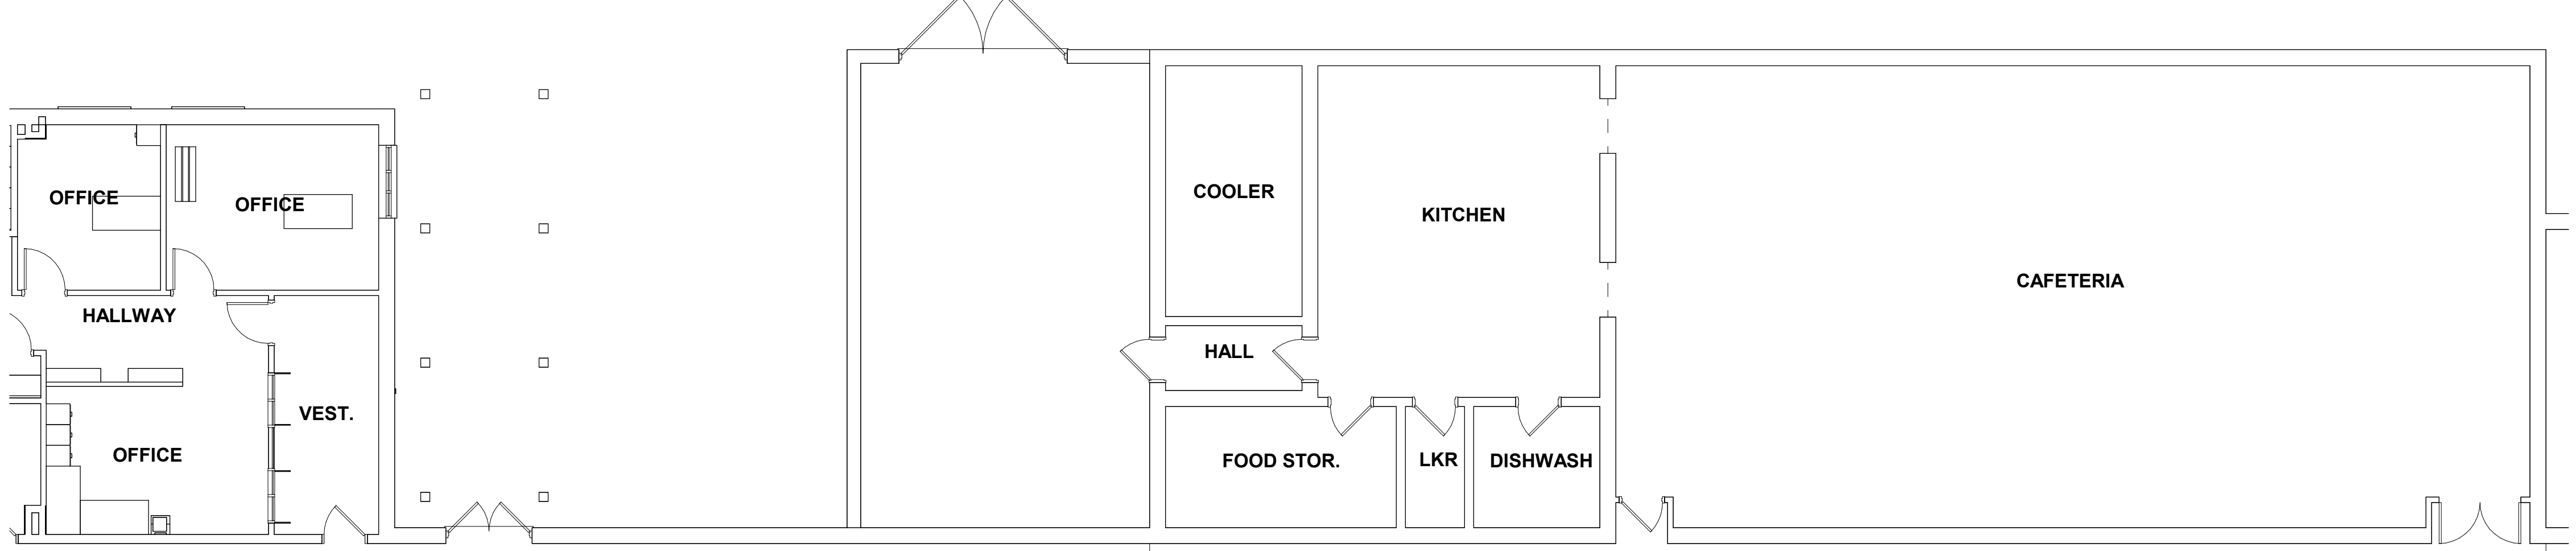 OFFICE
OFFICE
HALLWAY
VEST.
OFFICE
COOLER
KITCHEN
HALL
FOOD STOR.
LKR
DISHWASH
CAFETERIA